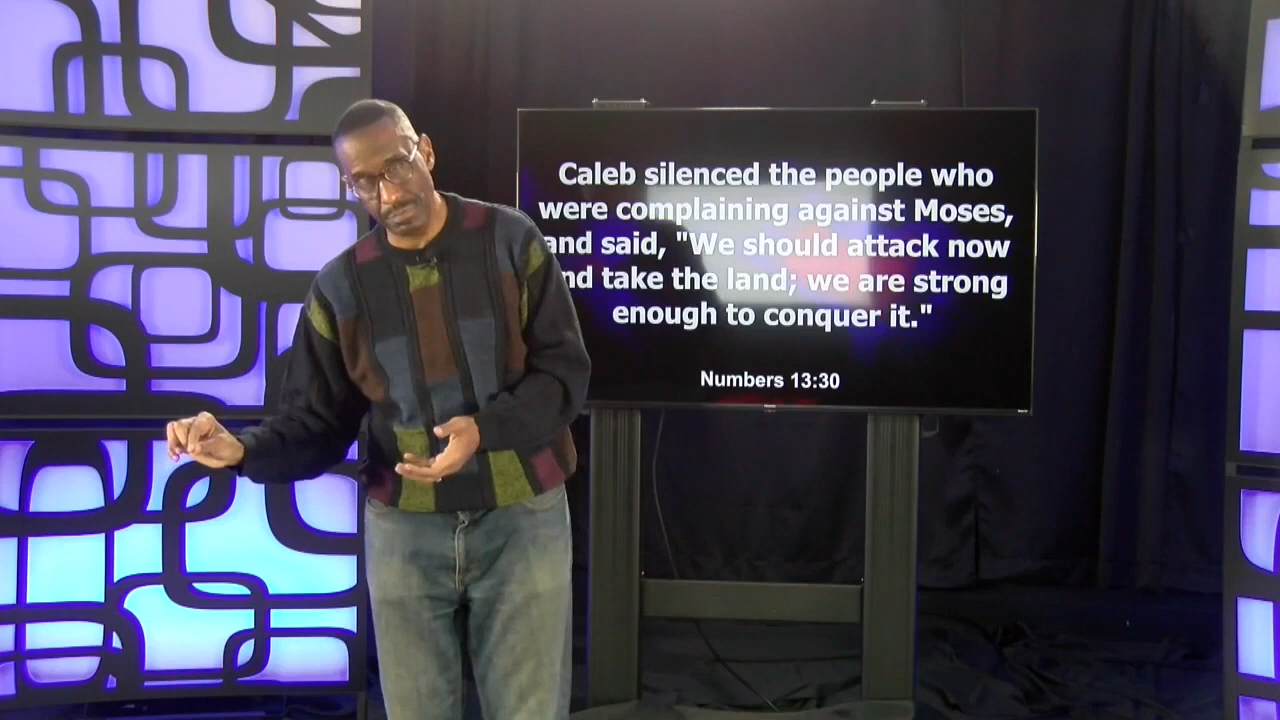 Caleb silenced the people who
were complaining against Moses,
and said, "We should attack now
nd take the land; we are strong
enough to conquer it."
Numbers 13:30